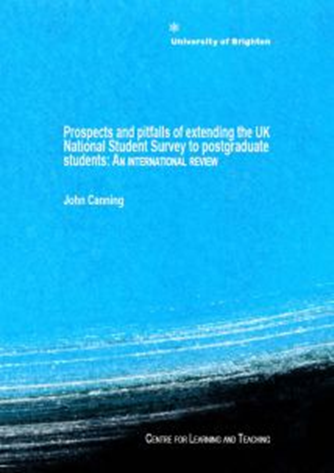 University of Brighton
Prospects and pitfalls of extending the UK
National Student Survey to postgraduate
students: AN INTERNATIONAL REVIEW
John Canning
CENTRE FOR LEARNING AND TEACHING